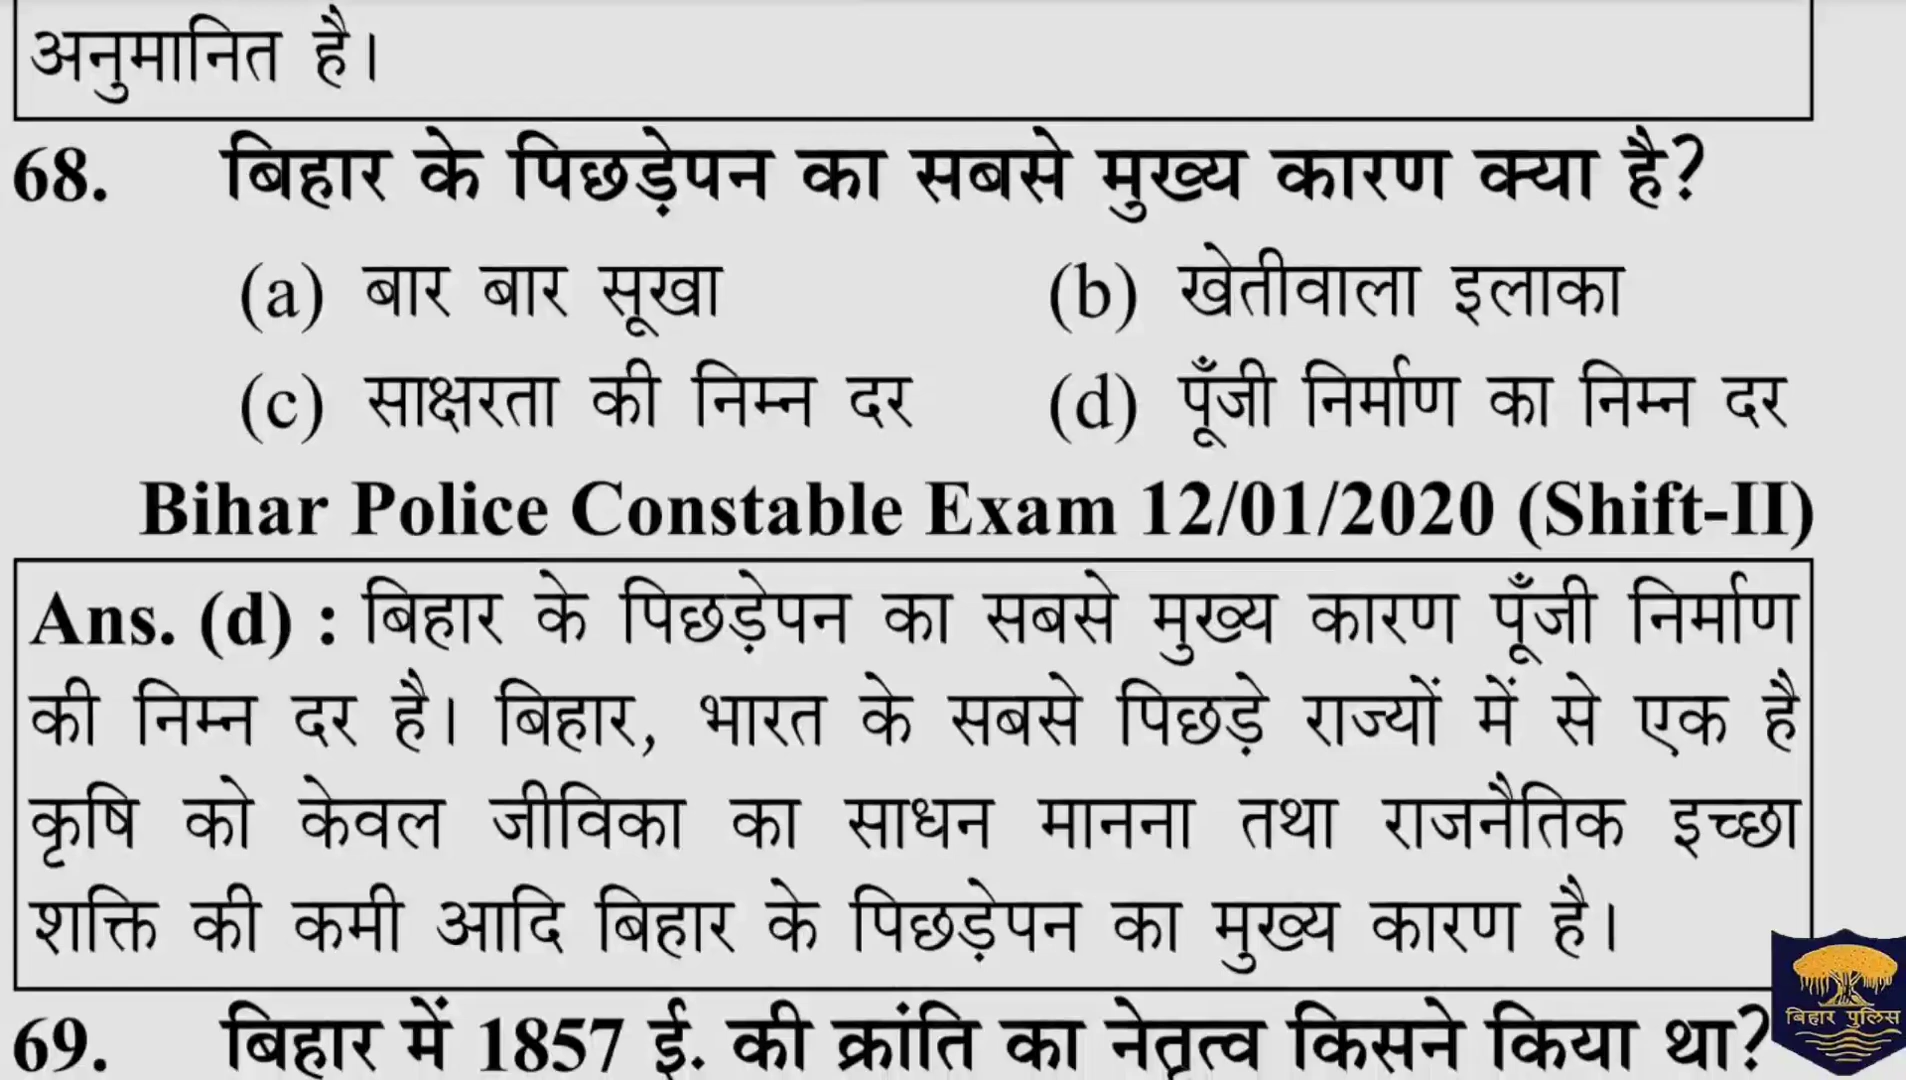 अनुमानित है।
68. बिहार के पिछड़ेपन का सबसे मुख्य कारण क्या है?
(a) बार बार सूखा (b) खेतीवाला इलाका
(c) साक्षरता की निम्न दर (d) पूँजी निर्माण का निम्न दर
Bihar Police Constable Exam 12/01/2020 (Shift-II)
Ans. (d) : बिहार के पिछड़ेपन का सबसे मुख्य कारण पूँजी निर्माण
की निम्न दर है। बिहार, भारत के सबसे पिछड़े राज्यों में से एक है
कृषि को केवल जीविका का साधन मानना तथा राजनैतिक इच्छा
शक्ति की कमी आदि बिहार के पिछड़ेपन का मुख्य कारण है।
69. बिहार में 1857 ई. की क्रांति का नेतृत्व किसने किया था?
बिहार पुलिस